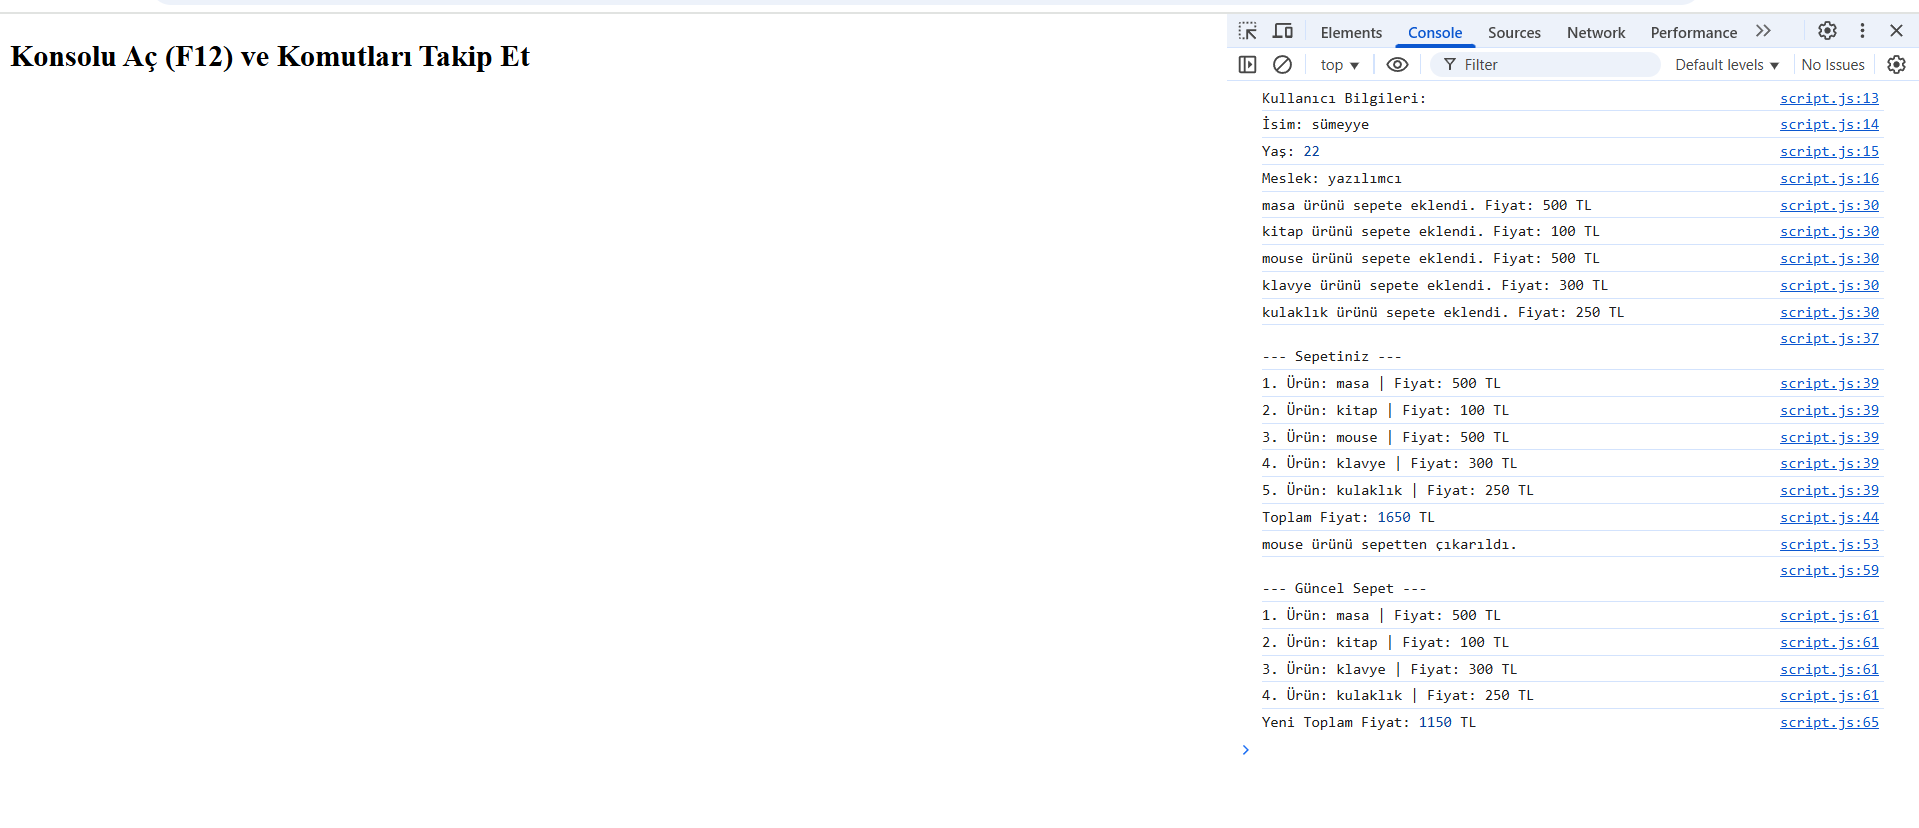 Konsolu Aç (F12) ve Komutları Takip Et
Elements Console Sources Network Performance
top Filter Default levels No Issues
Kullanıcı Bilgileri: script.js:13
İsim: sümeyye script.js:14
Yaş: 22 script.js:15
Meslek: yazılımcı script.js:16
masa ürünü sepete eklendi. Fiyat: 500 TL script.js:30
kitap ürünü sepete eklendi. Fiyat: 100 TL script.js:30
mouse ürünü sepete eklendi. Fiyat: 500 TL script.js:30
klavye ürünü sepete eklendi. Fiyat: 300 TL script.js:30
kulaklık ürünü sepete eklendi. Fiyat: 250 TL script.js:30
script.js:37
--- Sepetiniz ---
1. Ürün: masa | Fiyat: 500 TL script.js:39
2. Ürün: kitap | Fiyat: 100 TL script.js:39
3. Ürün: mouse | Fiyat: 500 TL script.js:39
4. Ürün: klavye | Fiyat: 300 TL script.js:39
5. Ürün: kulaklık | Fiyat: 250 TL script.js:39
Toplam Fiyat: 1650 TL script.js:44
mouse ürünü sepetten çıkarıldı. script.js:53
script.js:59
--- Güncel Sepet ---
1. Ürün: masa | Fiyat: 500 TL script.js:61
2. Ürün: kitap | Fiyat: 100 TL script.js:61
3. Ürün: klavye | Fiyat: 300 TL script.js:61
4. Ürün: kulaklık | Fiyat: 250 TL script.js:61
Yeni Toplam Fiyat: 1150 TL script.js:65